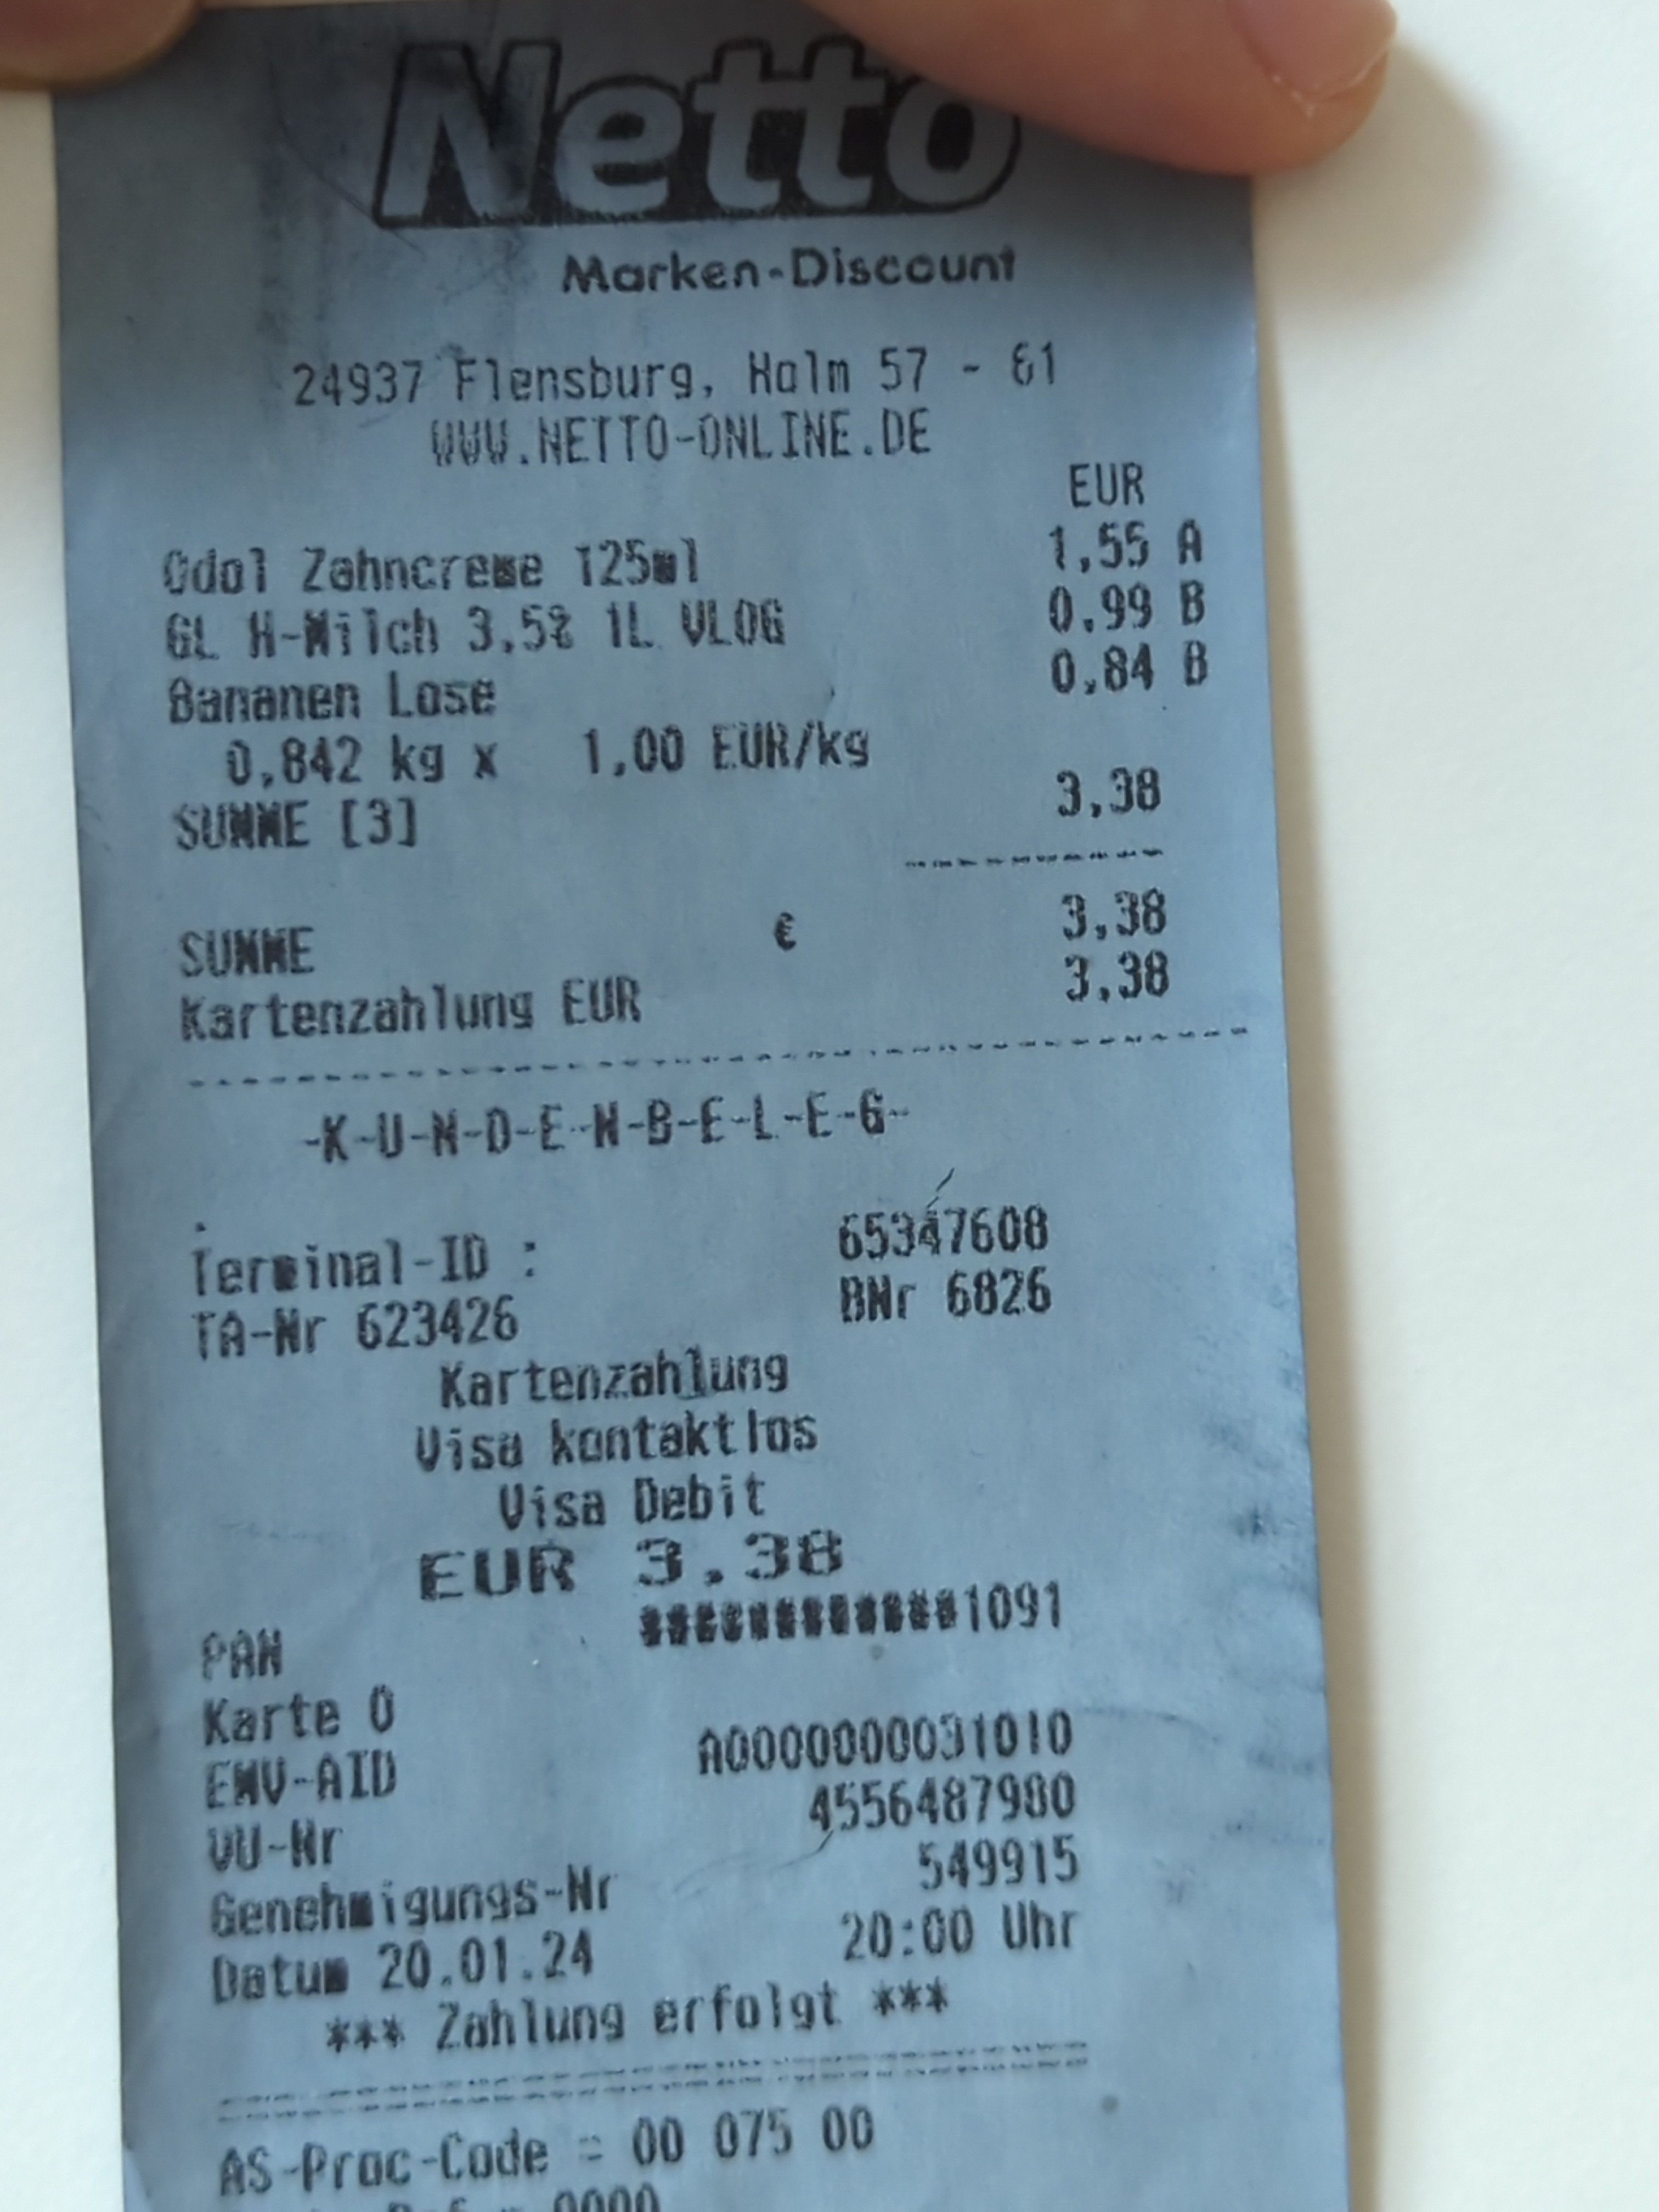 Netto
Marken-Discount
24937 Flensburg, Holm 57 - 61
WWW.NETTO-ONLINE.DE
EUR
Odol Zahncreme 125ml 1,55 A
GL H-Milch 3,5% 1L VLOG 0,99 B
Bananen Lose 0,84 B
0,842 kg x 1,00 EUR/kg
SUMME [3] 3,38
SUMME € 3,38
Kartenzahlung EUR 3,38
-K-U-N-D-E-N-B-E-L-E-G-
Terminal-ID : 65347608
TA-Nr 623426 BNr 6826
Kartenzahlung
Visa kontaktlos
Visa Debit
EUR 3.38
PAN ############1091
Karte 0
EMV-AID A0000000031010
VU-Nr 4556487980
Genehmigungs-Nr 549915
Datum 20.01.24 20:00 Uhr
*** Zahlung erfolgt ***
AS-Proc-Code = 00 075 00